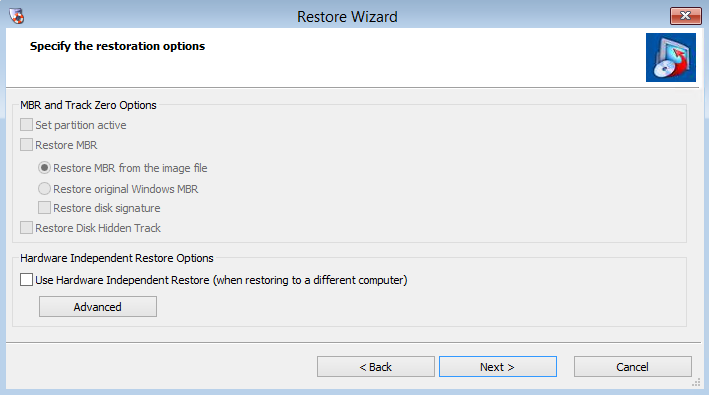 Restore Wizard
Specify the restoration options
MBR and Track Zero Options
Set partition active
Restore MBR
Restore MBR from the image file
Restore original Windows MBR
Restore disk signature
Restore Disk Hidden Track
Hardware Independent Restore Options
Use Hardware Independent Restore (when restoring to a different computer)
Advanced
< Back
Next >
Cancel